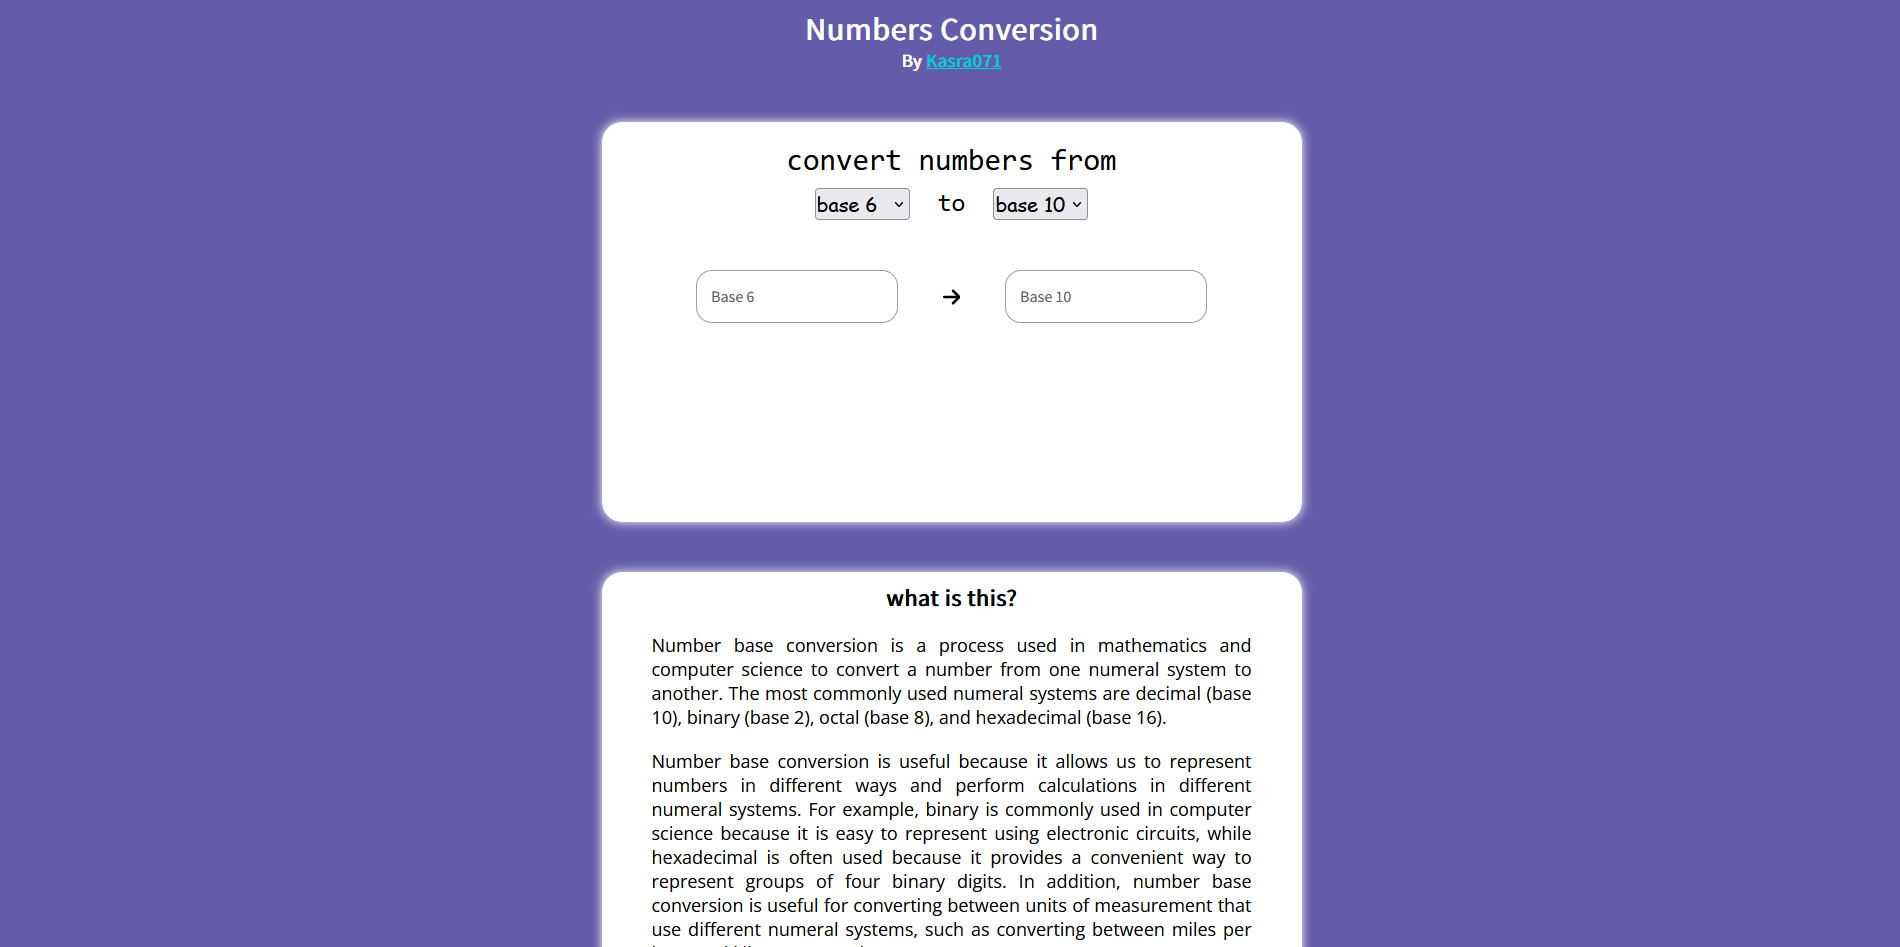 Numbers Conversion
By Kasra071
convert numbers from
base 6 to base 10
Base 6 → Base 10
what is this?
Number base conversion is a process used in mathematics and
computer science to convert a number from one numeral system to
another. The most commonly used numeral systems are decimal (base
10), binary (base 2), octal (base 8), and hexadecimal (base 16).
Number base conversion is useful because it allows us to represent
numbers in different ways and perform calculations in different
numeral systems. For example, binary is commonly used in computer
science because it is easy to represent using electronic circuits, while
hexadecimal is often used because it provides a convenient way to
represent groups of four binary digits. In addition, number base
conversion is useful for converting between units of measurement that
use different numeral systems, such as converting between miles per